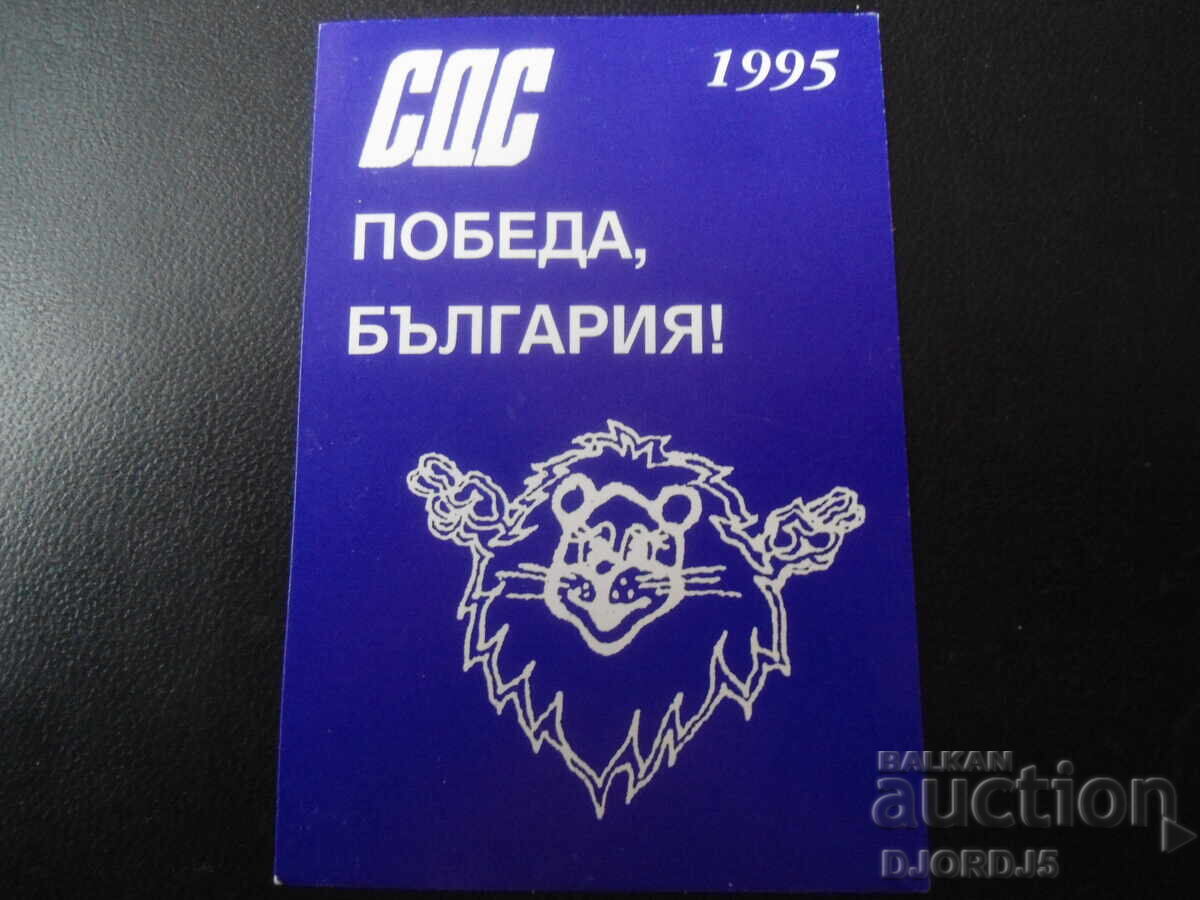 СДС 1995
ПОБЕДА,
БЪЛГАРИЯ!
BALKAN
auction
DJORDJ5